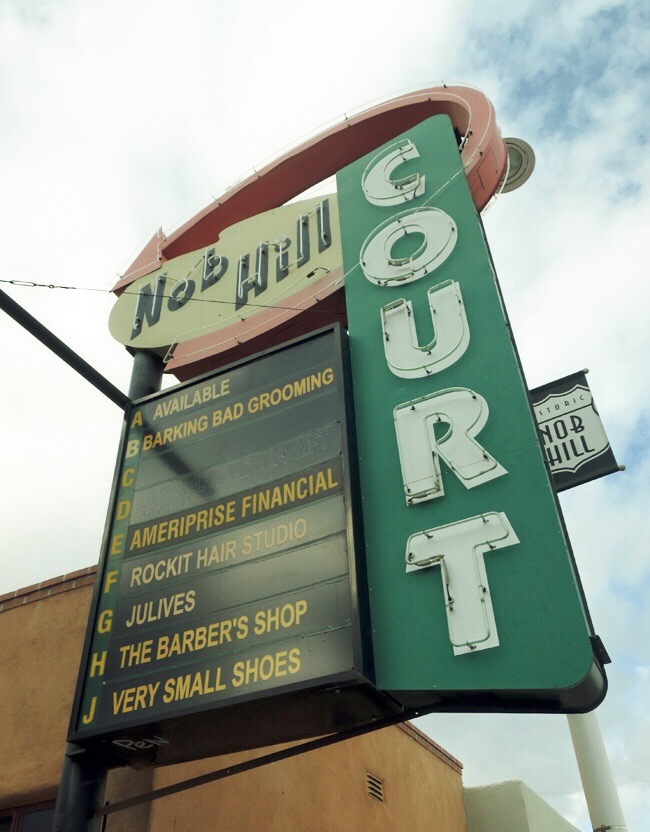 Nob Hill
COURT
A AVAILABLE
B BARKING BAD GROOMING
C
D
E AMERIPRISE FINANCIAL
F ROCKIT HAIR STUDIO
G JULIVES
H THE BARBER'S SHOP
J VERY SMALL SHOES
NOB
HILL